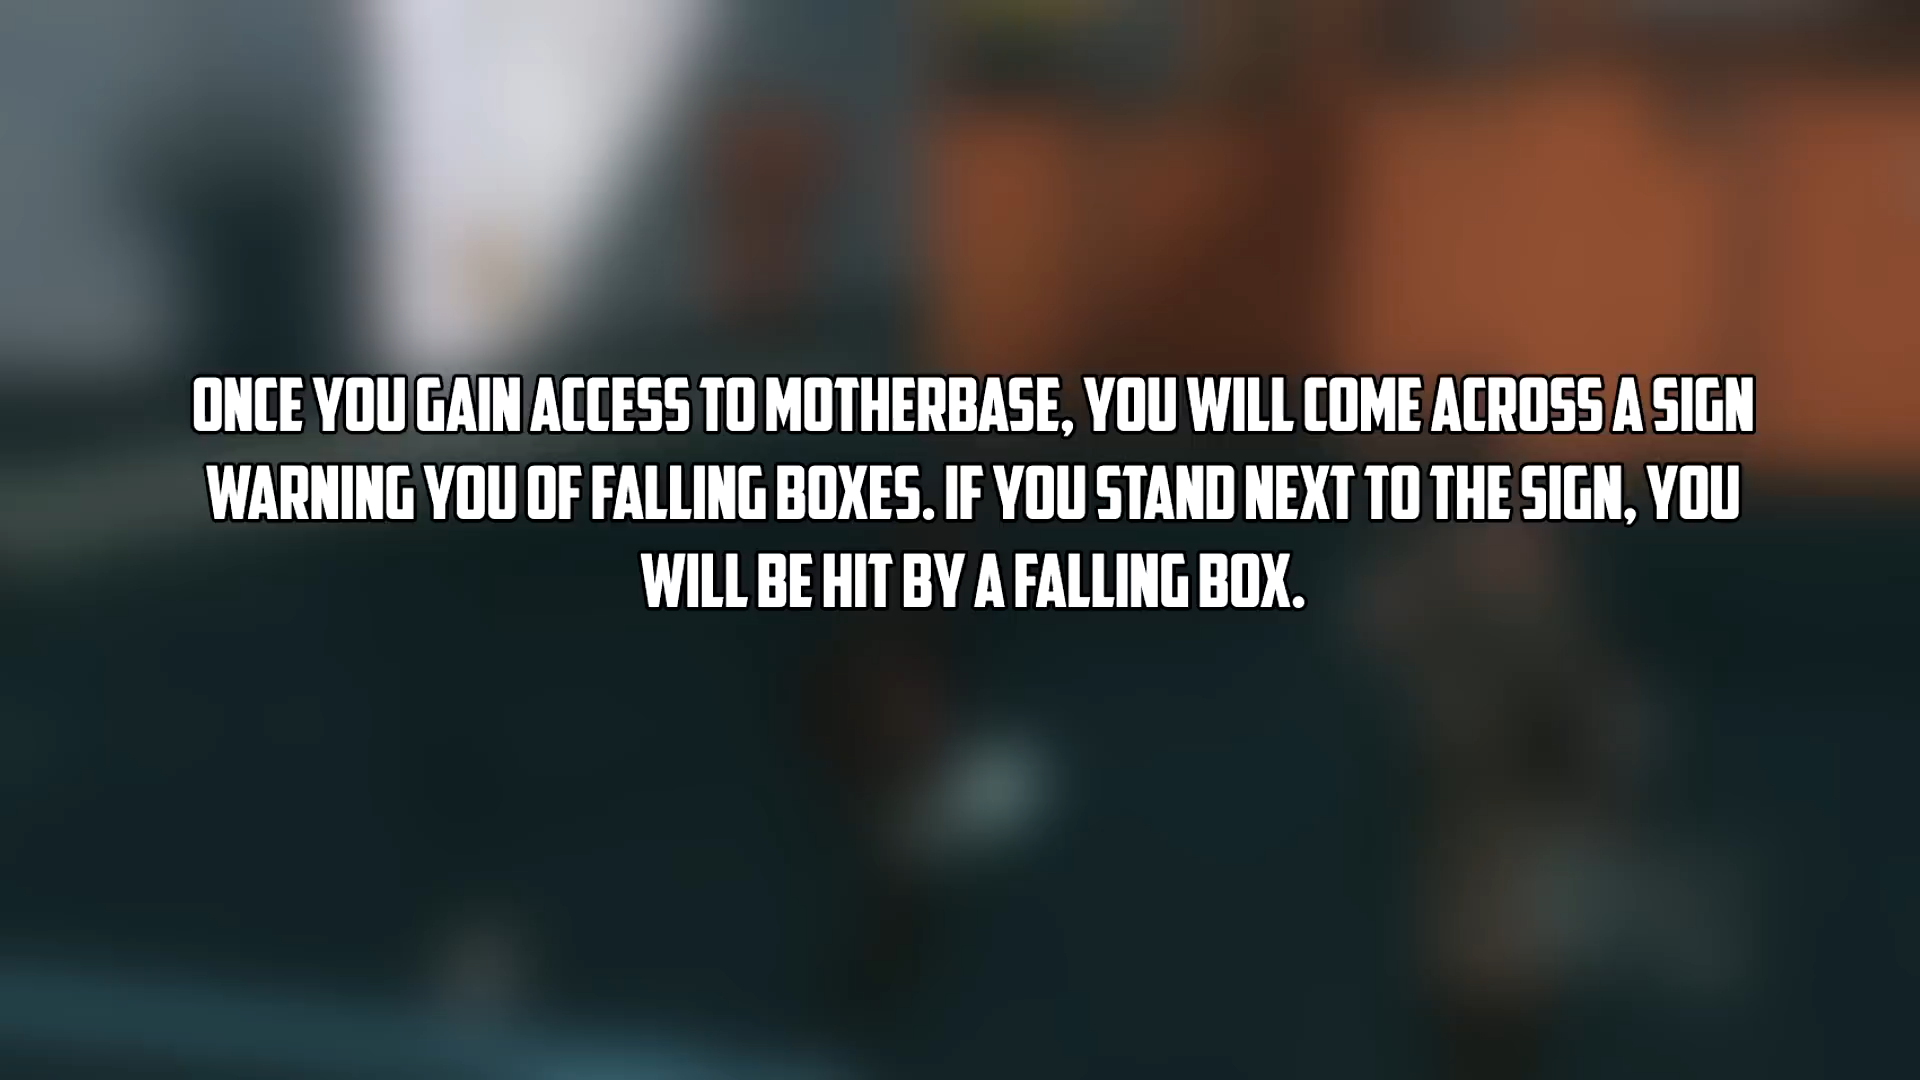 ONCE YOU GAIN ACCESS TO MOTHERBASE, YOU WILL COME ACROSS A SIGN
WARNING YOU OF FALLING BOXES. IF YOU STAND NEXT TO THE SIGN, YOU
WILL BE HIT BY A FALLING BOX.